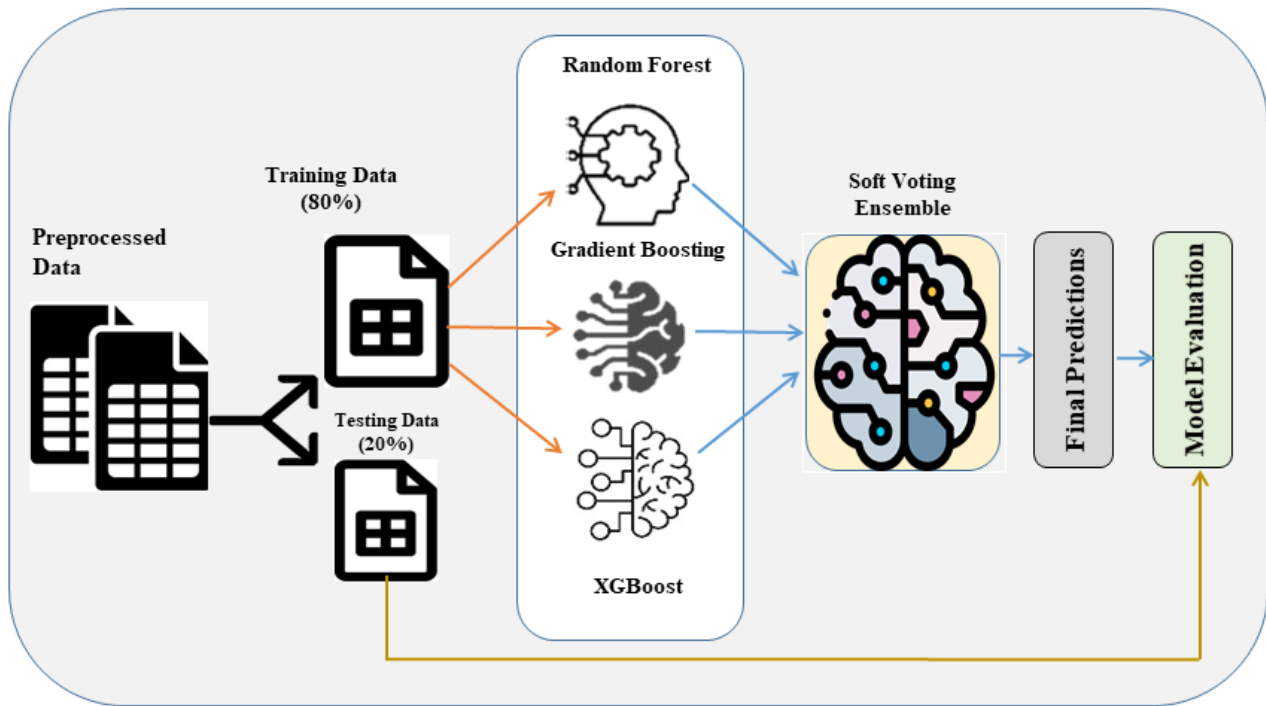 Preprocessed
Data
Training Data
(80%)
Testing Data
(20%)
Random Forest
Gradient Boosting
XGBoost
Soft Voting
Ensemble
Final Predictions
Model Evaluation